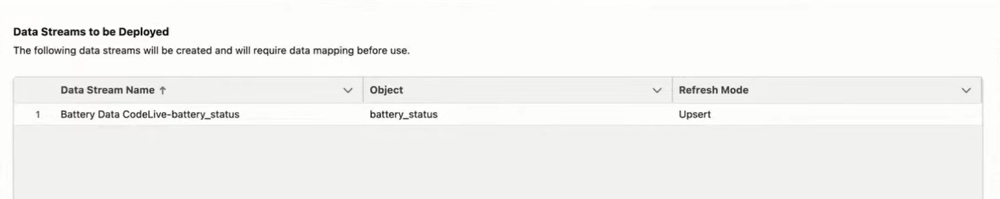 Data Streams to be Deployed
The following data streams will be created and will require data mapping before use.
Data Stream Name ↑ Object Refresh Mode
1 Battery Data CodeLive-battery_status battery_status Upsert